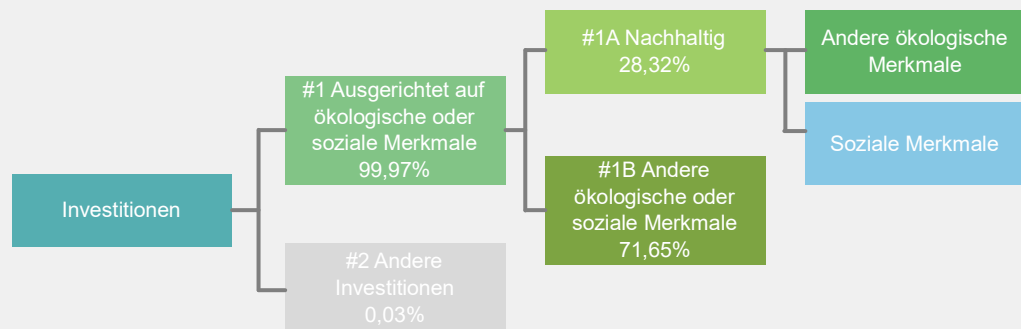 Investitionen
#1 Ausgerichtet auf
ökologische oder
soziale Merkmale
99,97%
#2 Andere
Investitionen
0,03%
#1A Nachhaltig
28,32%
#1B Andere
ökologische oder
soziale Merkmale
71,65%
Andere ökologische
Merkmale
Soziale Merkmale